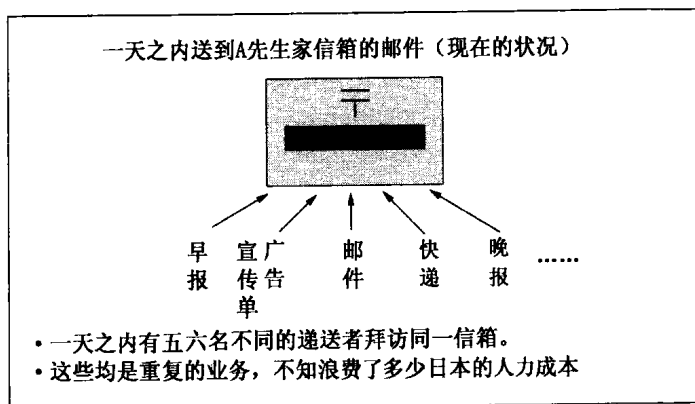 一天之内送到A先生家信箱的邮件（现在的状况）
〒
早报
宣传单
广告
邮件
快递
晚报
……
・一天之内有五六名不同的递送者拜访同一信箱。
・这些均是重复的业务，不知浪费了多少日本的人力成本